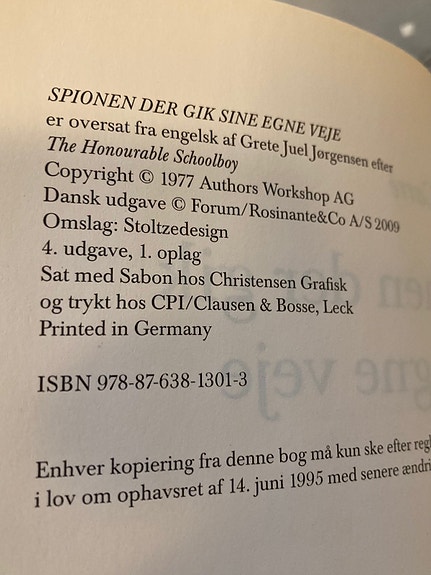 SPIONEN DER GIK SINE EGNE VEJE
er oversat fra engelsk af Grete Juel Jørgensen efter
The Honourable Schoolboy
Copyright © 1977 Authors Workshop AG
Dansk udgave © Forum/Rosinante&Co A/S 2009
Omslag: Stoltzedesign
4. udgave, 1. oplag
Sat med Sabon hos Christensen Grafisk
og trykt hos CPI/Clausen & Bosse, Leck
Printed in Germany
ISBN 978-87-638-1301-3
Enhver kopiering fra denne bog må kun ske efter regl
i lov om ophavsret af 14. juni 1995 med senere ændri